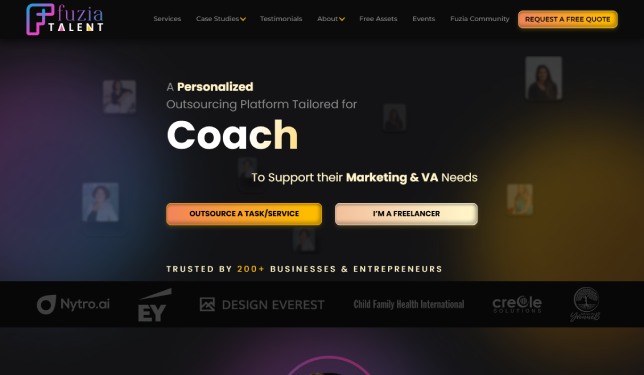 fuzia
TALENT
Services
Case Studies
Testimonials
About
Free Assets
Events
Fuzia Community
REQUEST A FREE QUOTE
A Personalized
Outsourcing Platform Tailored for
Coach
To Support their Marketing & VA Needs
OUTSOURCE A TASK/SERVICE
I'M A FREELANCER
TRUSTED BY 200+ BUSINESSES & ENTREPRENEURS
Nytro.ai
EY
DESIGN EVEREST
Child Family Health International
SOLUTIONS